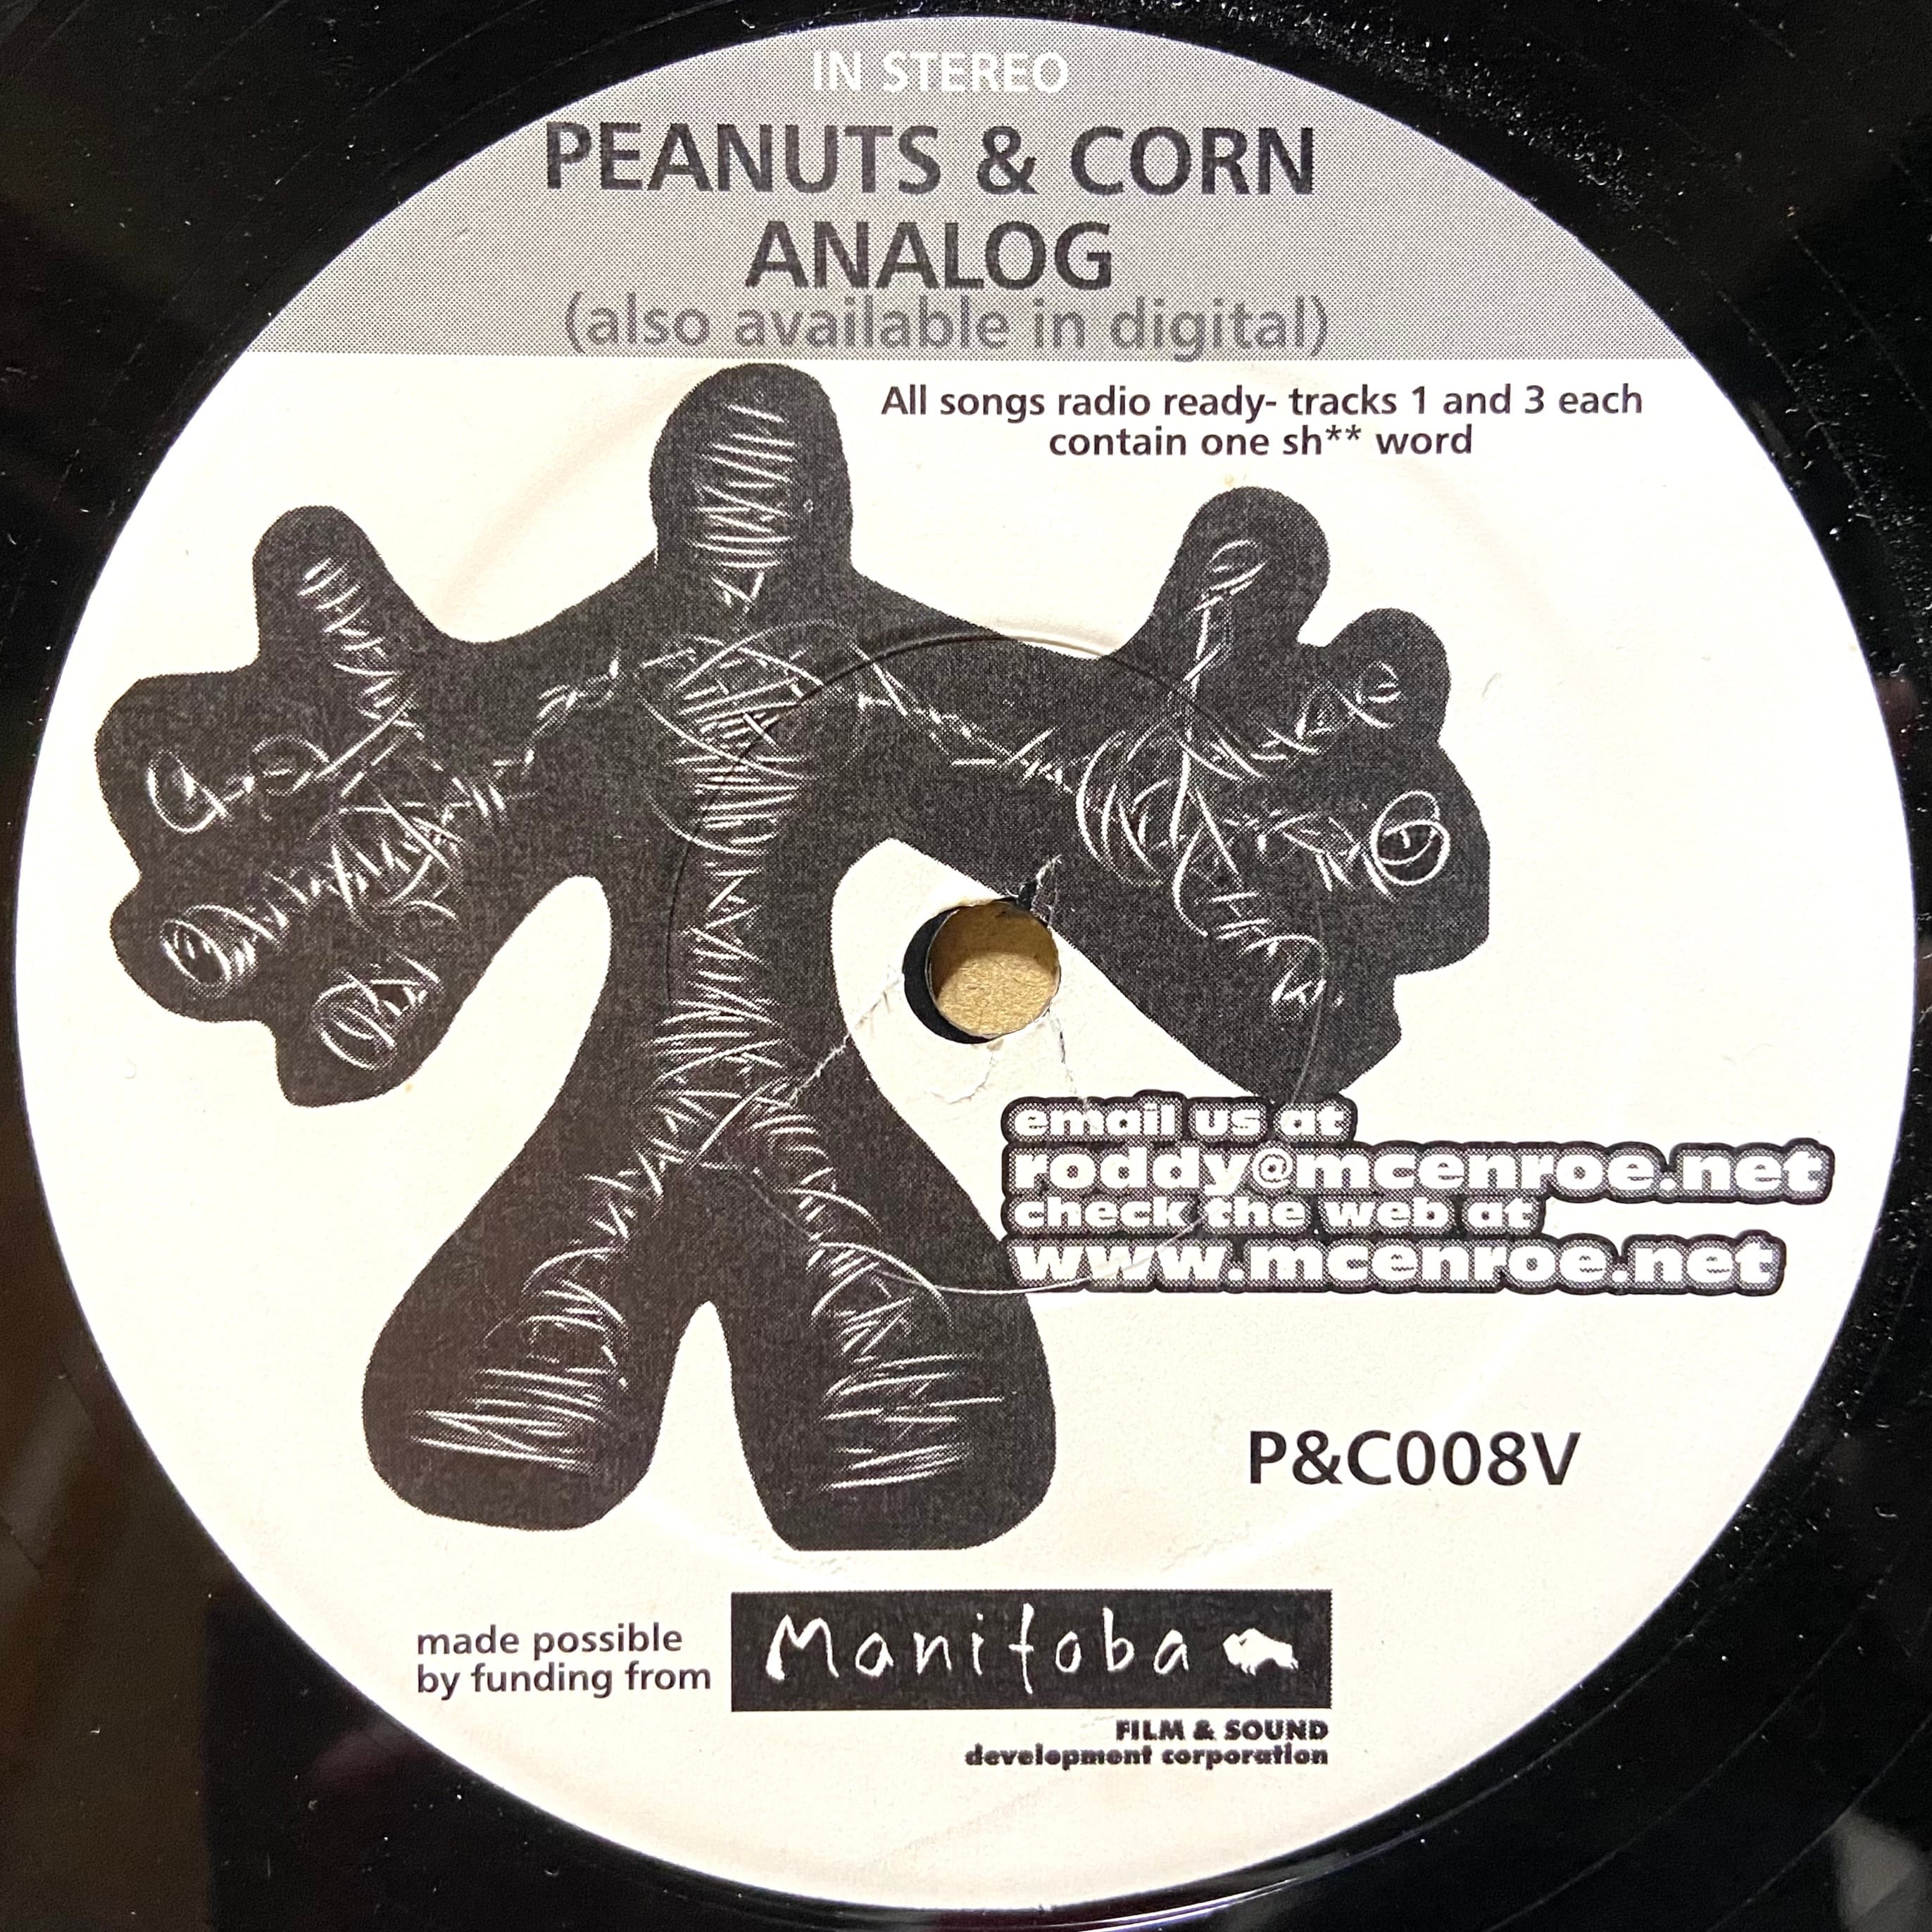 IN STEREO
PEANUTS & CORN
ANALOG
(also available in digital)
All songs radio ready- tracks 1 and 3 each
contain one sh** word
email us at
roddy@mcenroe.net
check the web at
www.mcenroe.net
P&C008V
made possible
by funding from
Manitoba
FILM & SOUND
development corporation